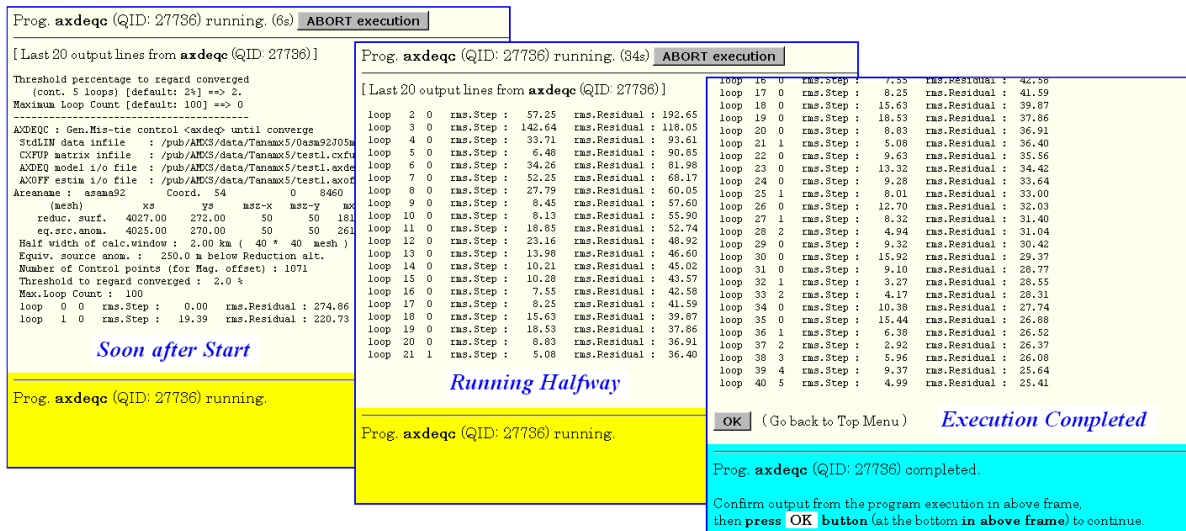 Prog. axdeqc (QID: 27736) running. (6s) ABORT execution
[ Last 20 output lines from axdeqc (QID: 27736) ]
Threshold percentage to regard converged
(cont. 5 loops) [default: 2%] ==> 2.
Maximum Loop Count [default: 100] ==> 0
-----------------------------------
AXDEQC : Gen.Mis-tie control <axdeq> until converge
StdLIN data infile : /pub/AMXS/data/Tanamx5/0asm92J05m
CXFUP matrix infile : /pub/AMXS/data/Tanamx5/test1.cxfu
AXDEQ model i/o file : /pub/AMXS/data/Tanamx5/test1.axde
AXOFF estim i/o file : /pub/AMXS/data/Tanamx5/test1.axof
Areaname : asama92 Coord. 54 0 8460
(mesh) xs ys msz-x msz-y mx
reduc. surf. 4027.00 272.00 50 50 181
eq.src.anom. 4025.00 270.00 50 50 261
Half width of calc.window : 2.00 km ( 40 * 40 mesh )
Equiv. source anom. : 250.0 m below Reduction alt.
Number of Control points (for Mag. offset) : 1071
Threshold to regard converged : 2.0 %
Max.Loop Count : 100
loop 0 0 rms.Step : 0.00 rms.Residual : 274.86
loop 1 0 rms.Step : 19.39 rms.Residual : 220.73
Soon after Start
Prog. axdeqc (QID: 27736) running.
Prog. axdeqc (QID: 27736) running. (34s) ABORT execution
[ Last 20 output lines from axdeqc (QID: 27736) ]
loop 2 0 rms.Step : 57.25 rms.Residual : 192.65
loop 3 0 rms.Step : 142.64 rms.Residual : 118.05
loop 4 0 rms.Step : 33.71 rms.Residual : 93.61
loop 5 0 rms.Step : 6.48 rms.Residual : 90.85
loop 6 0 rms.Step : 34.26 rms.Residual : 81.98
loop 7 0 rms.Step : 52.25 rms.Residual : 68.17
loop 8 0 rms.Step : 27.79 rms.Residual : 60.05
loop 9 0 rms.Step : 8.45 rms.Residual : 57.60
loop 10 0 rms.Step : 8.13 rms.Residual : 55.90
loop 11 0 rms.Step : 18.85 rms.Residual : 52.74
loop 12 0 rms.Step : 23.16 rms.Residual : 48.92
loop 13 0 rms.Step : 13.98 rms.Residual : 46.60
loop 14 0 rms.Step : 10.21 rms.Residual : 45.02
loop 15 0 rms.Step : 10.28 rms.Residual : 43.57
loop 16 0 rms.Step : 7.55 rms.Residual : 42.58
loop 17 0 rms.Step : 8.25 rms.Residual : 41.59
loop 18 0 rms.Step : 15.63 rms.Residual : 39.87
loop 19 0 rms.Step : 18.53 rms.Residual : 37.86
loop 20 0 rms.Step : 8.83 rms.Residual : 36.91
loop 21 1 rms.Step : 5.08 rms.Residual : 36.40
Running Halfway
Prog. axdeqc (QID: 27736) running.
loop 16 0 rms.Step : 7.55 rms.Residual : 42.58
loop 17 0 rms.Step : 8.25 rms.Residual : 41.59
loop 18 0 rms.Step : 15.63 rms.Residual : 39.87
loop 19 0 rms.Step : 18.53 rms.Residual : 37.86
loop 20 0 rms.Step : 8.83 rms.Residual : 36.91
loop 21 1 rms.Step : 5.08 rms.Residual : 36.40
loop 22 0 rms.Step : 9.63 rms.Residual : 35.56
loop 23 0 rms.Step : 13.32 rms.Residual : 34.42
loop 24 0 rms.Step : 9.28 rms.Residual : 33.64
loop 25 1 rms.Step : 8.01 rms.Residual : 33.00
loop 26 0 rms.Step : 12.70 rms.Residual : 32.03
loop 27 1 rms.Step : 8.32 rms.Residual : 31.40
loop 28 2 rms.Step : 4.94 rms.Residual : 31.04
loop 29 0 rms.Step : 9.32 rms.Residual : 30.42
loop 30 0 rms.Step : 15.92 rms.Residual : 29.37
loop 31 0 rms.Step : 9.10 rms.Residual : 28.77
loop 32 1 rms.Step : 3.27 rms.Residual : 28.55
loop 33 2 rms.Step : 4.17 rms.Residual : 28.31
loop 34 0 rms.Step : 10.38 rms.Residual : 27.74
loop 35 0 rms.Step : 15.44 rms.Residual : 26.88
loop 36 1 rms.Step : 6.38 rms.Residual : 26.52
loop 37 2 rms.Step : 2.92 rms.Residual : 26.37
loop 38 3 rms.Step : 5.96 rms.Residual : 26.08
loop 39 4 rms.Step : 9.37 rms.Residual : 25.64
loop 40 5 rms.Step : 4.99 rms.Residual : 25.41
OK ( Go back to Top Menu ) Execution Completed
Prog. axdeqc (QID: 27736) completed.
Confirm output from the program execution in above frame,
then press OK button (at the bottom in above frame) to continue.